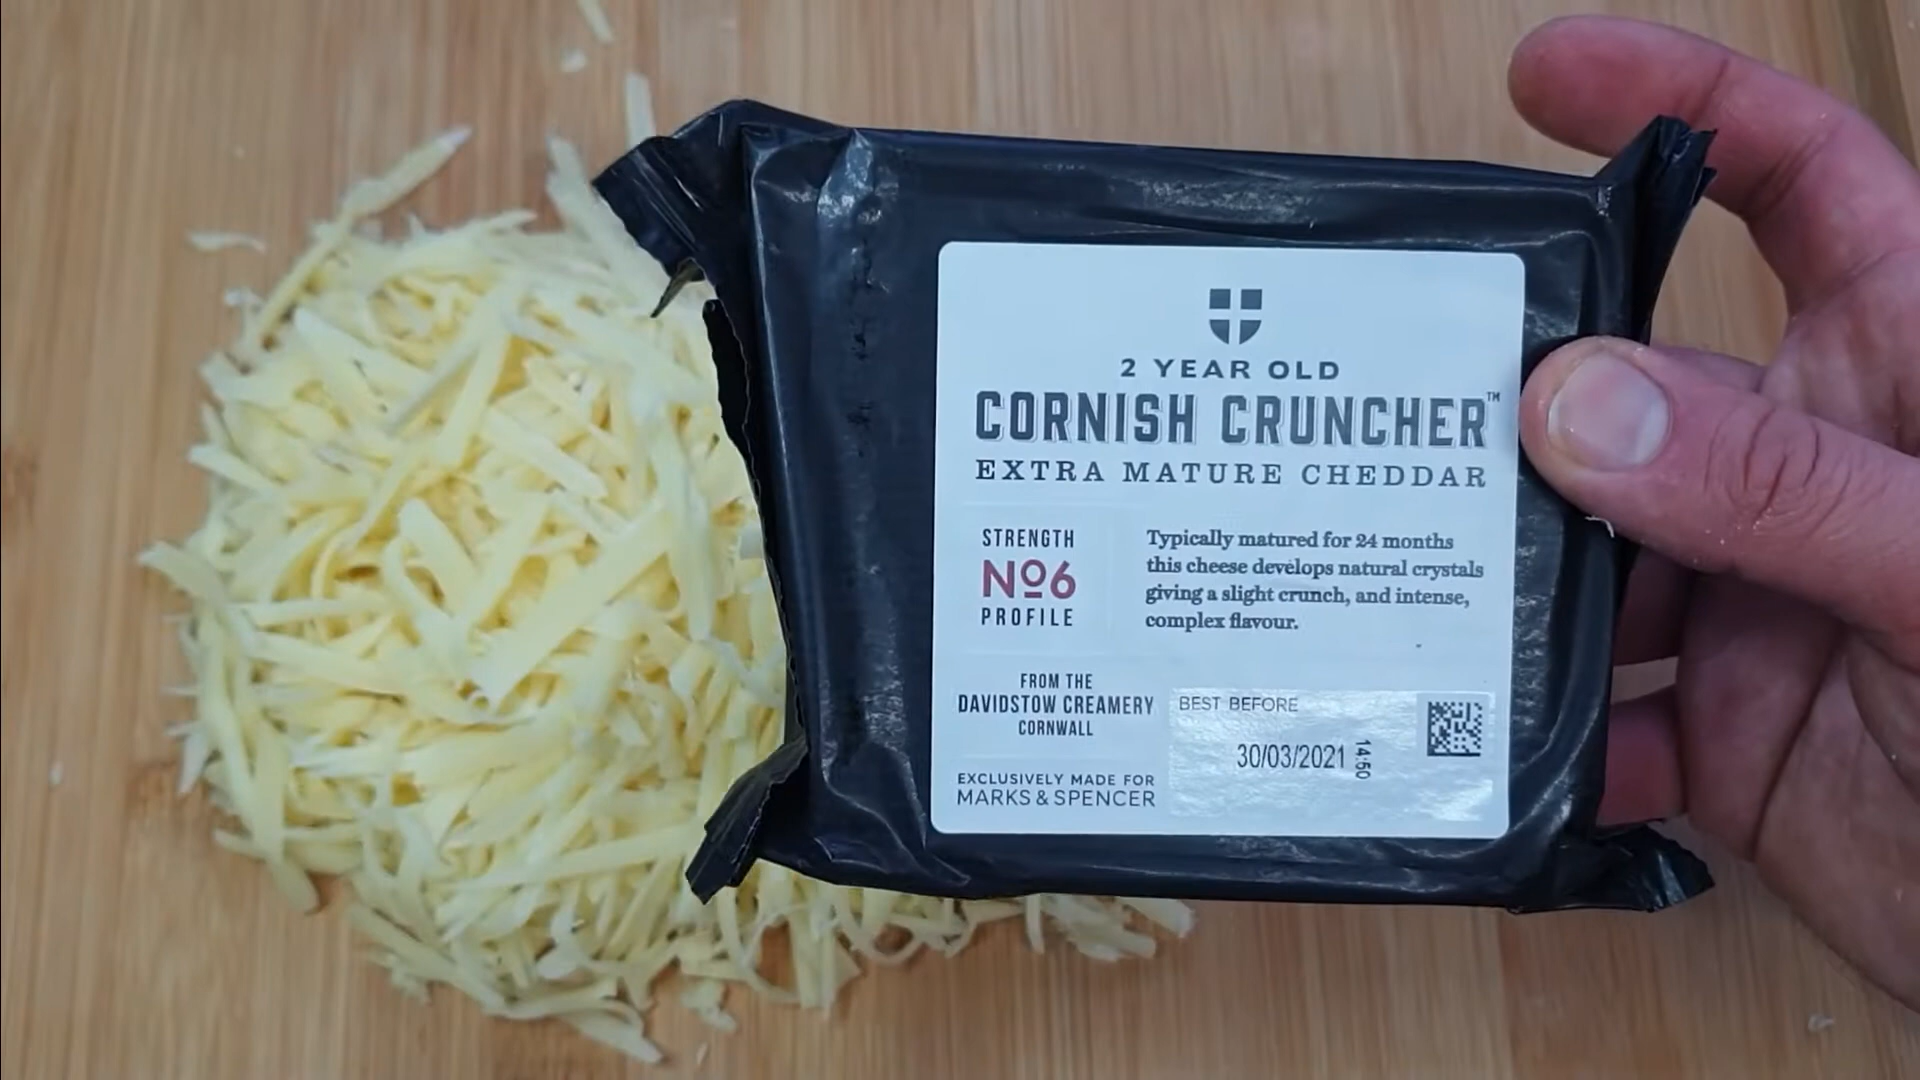 2 YEAR OLD
CORNISH CRUNCHER™
EXTRA MATURE CHEDDAR
STRENGTH
Nº6
PROFILE
Typically matured for 24 months
this cheese develops natural crystals
giving a slight crunch, and intense,
complex flavour.
FROM THE
DAVIDSTOW CREAMERY
CORNWALL
EXCLUSIVELY MADE FOR
MARKS & SPENCER
BEST BEFORE
30/03/2021 14:50